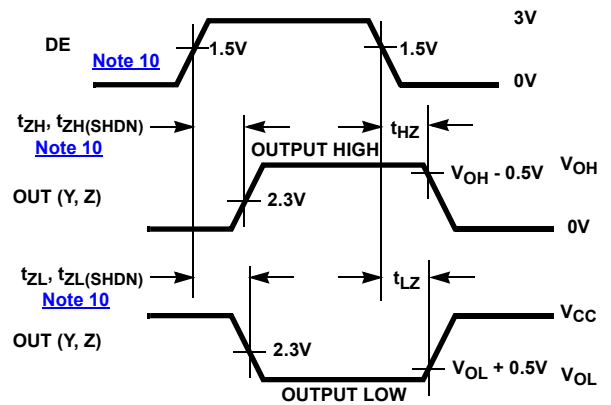 3V
DE
Note 10
1.5V
1.5V
0V
tZH, tZH(SHDN)
Note 10
tHZ
OUTPUT HIGH
VOH - 0.5V
VOH
OUT (Y, Z)
2.3V
0V
tZL, tZL(SHDN)
Note 10
tLZ
VCC
OUT (Y, Z)
2.3V
VOL + 0.5V
VOL
OUTPUT LOW